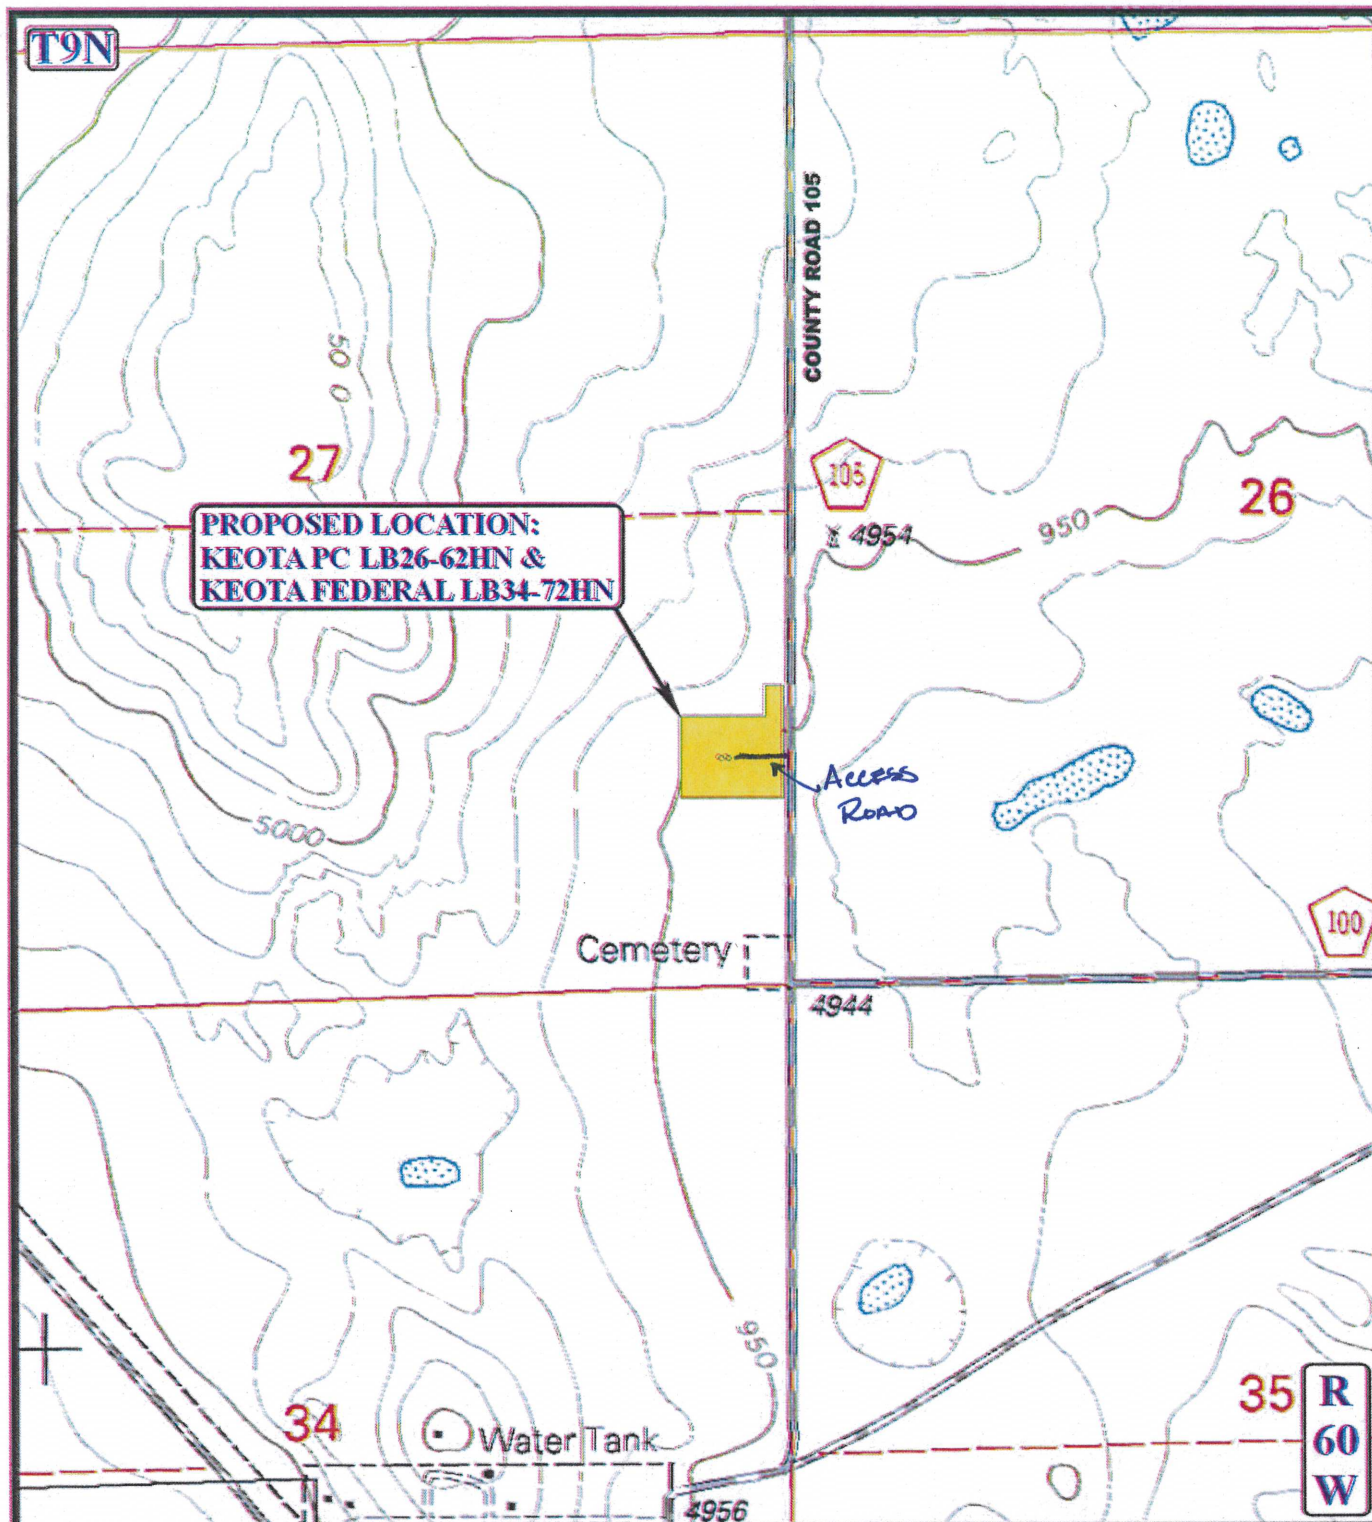 T9N
COUNTY ROAD 105
50 0
27
105
26
950
4954
PROPOSED LOCATION:
KEOTA PC LB26-62HN &
KEOTA FEDERAL LB34-72HN
ACCESS
ROAD
5000
100
Cemetery
4944
950
34
35
R
60
W
Water Tank
4956